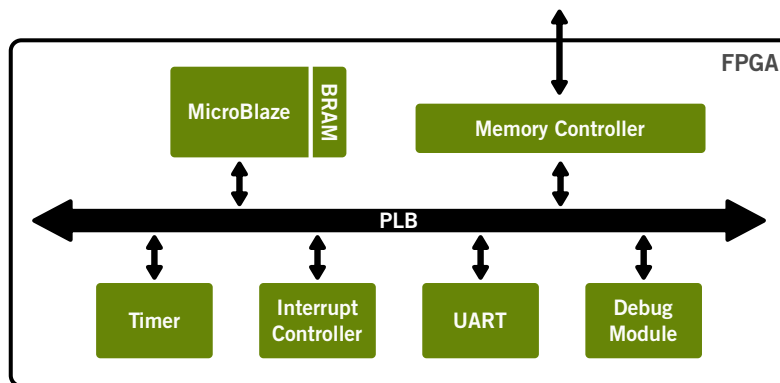 FPGA
MicroBlaze
BRAM
Memory Controller
PLB
Timer
Interrupt
Controller
UART
Debug
Module